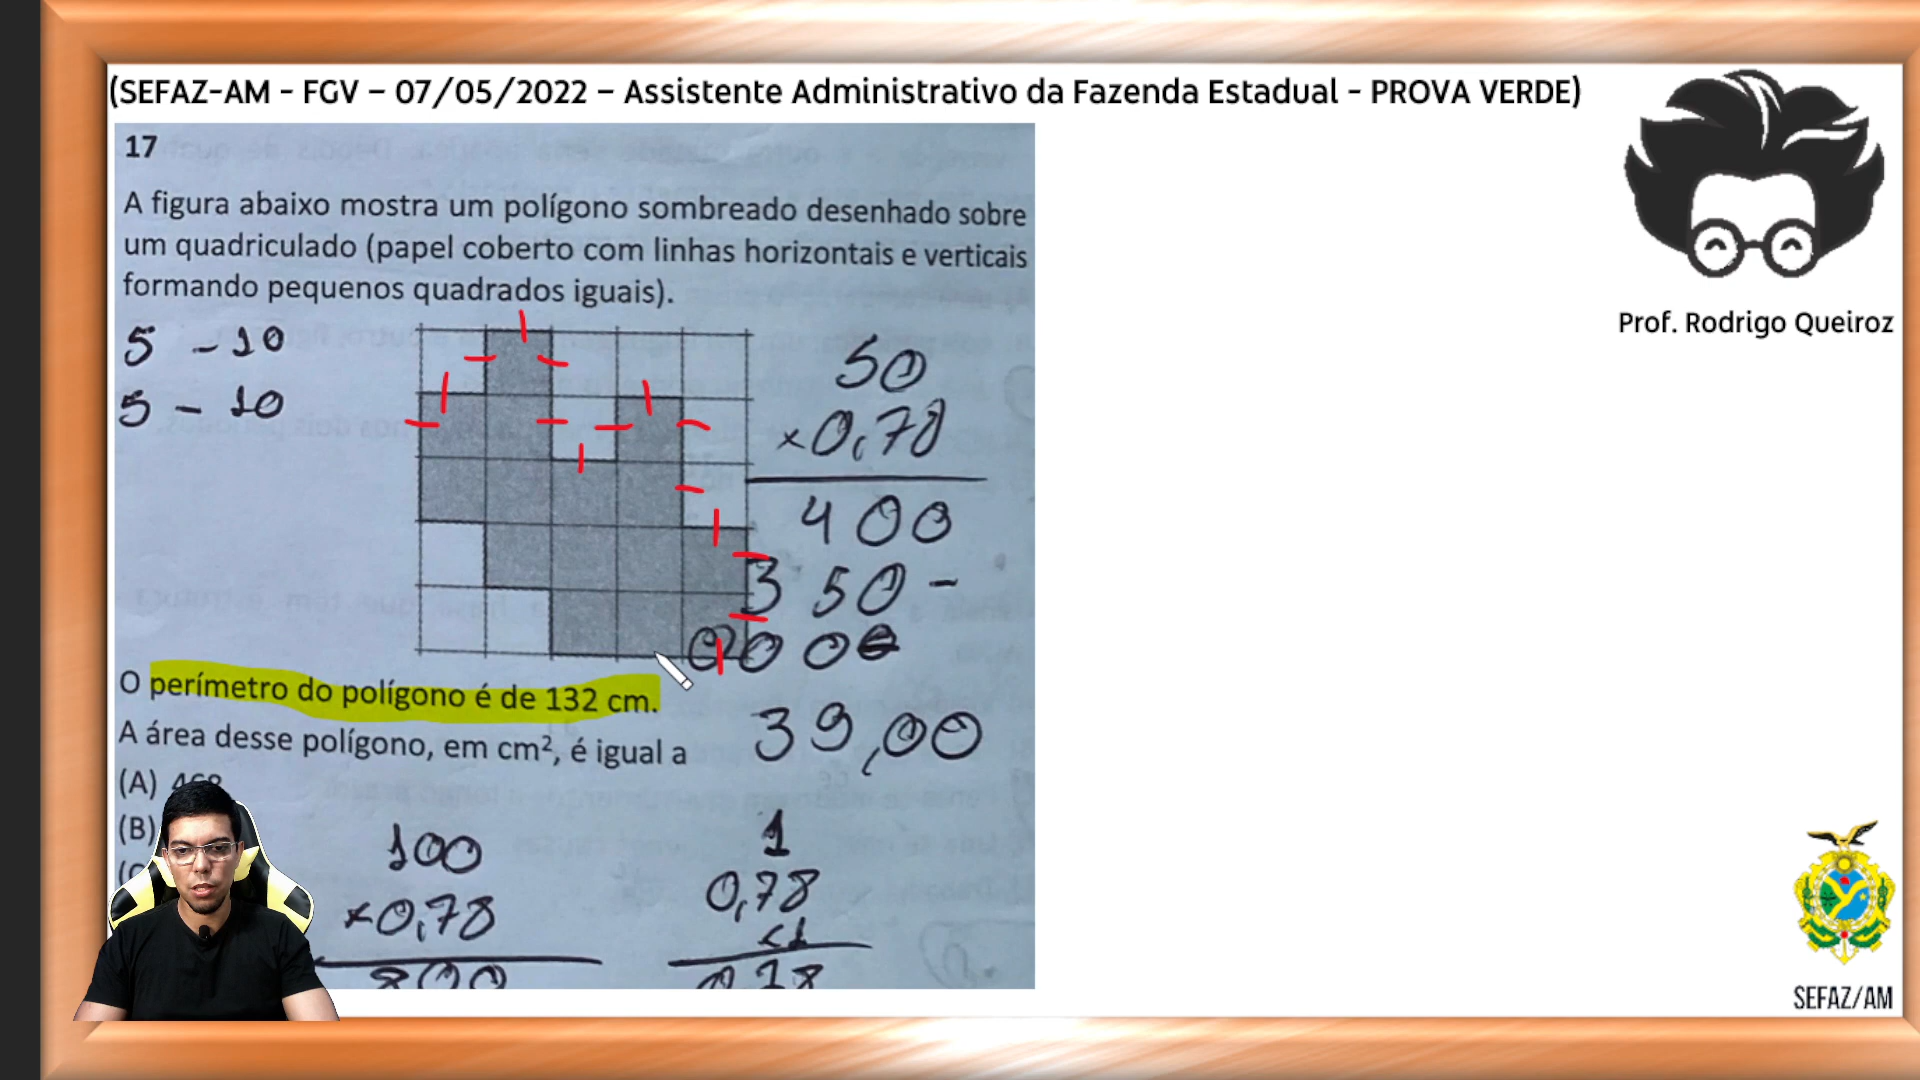 (SEFAZ-AM - FGV – 07/05/2022 – Assistente Administrativo da Fazenda Estadual - PROVA VERDE)
17
A figura abaixo mostra um polígono sombreado desenhado sobre
um quadriculado (papel coberto com linhas horizontais e verticais
formando pequenos quadrados iguais).
5 - 10
5 - 10
50
×0,78
400
350-
000
39,00
O perímetro do polígono é de 132 cm.
A área desse polígono, em cm², é igual a
(A) 468
(B)
100
×0,78
800
1
0,78
Prof. Rodrigo Queiroz
SEFAZ/AM